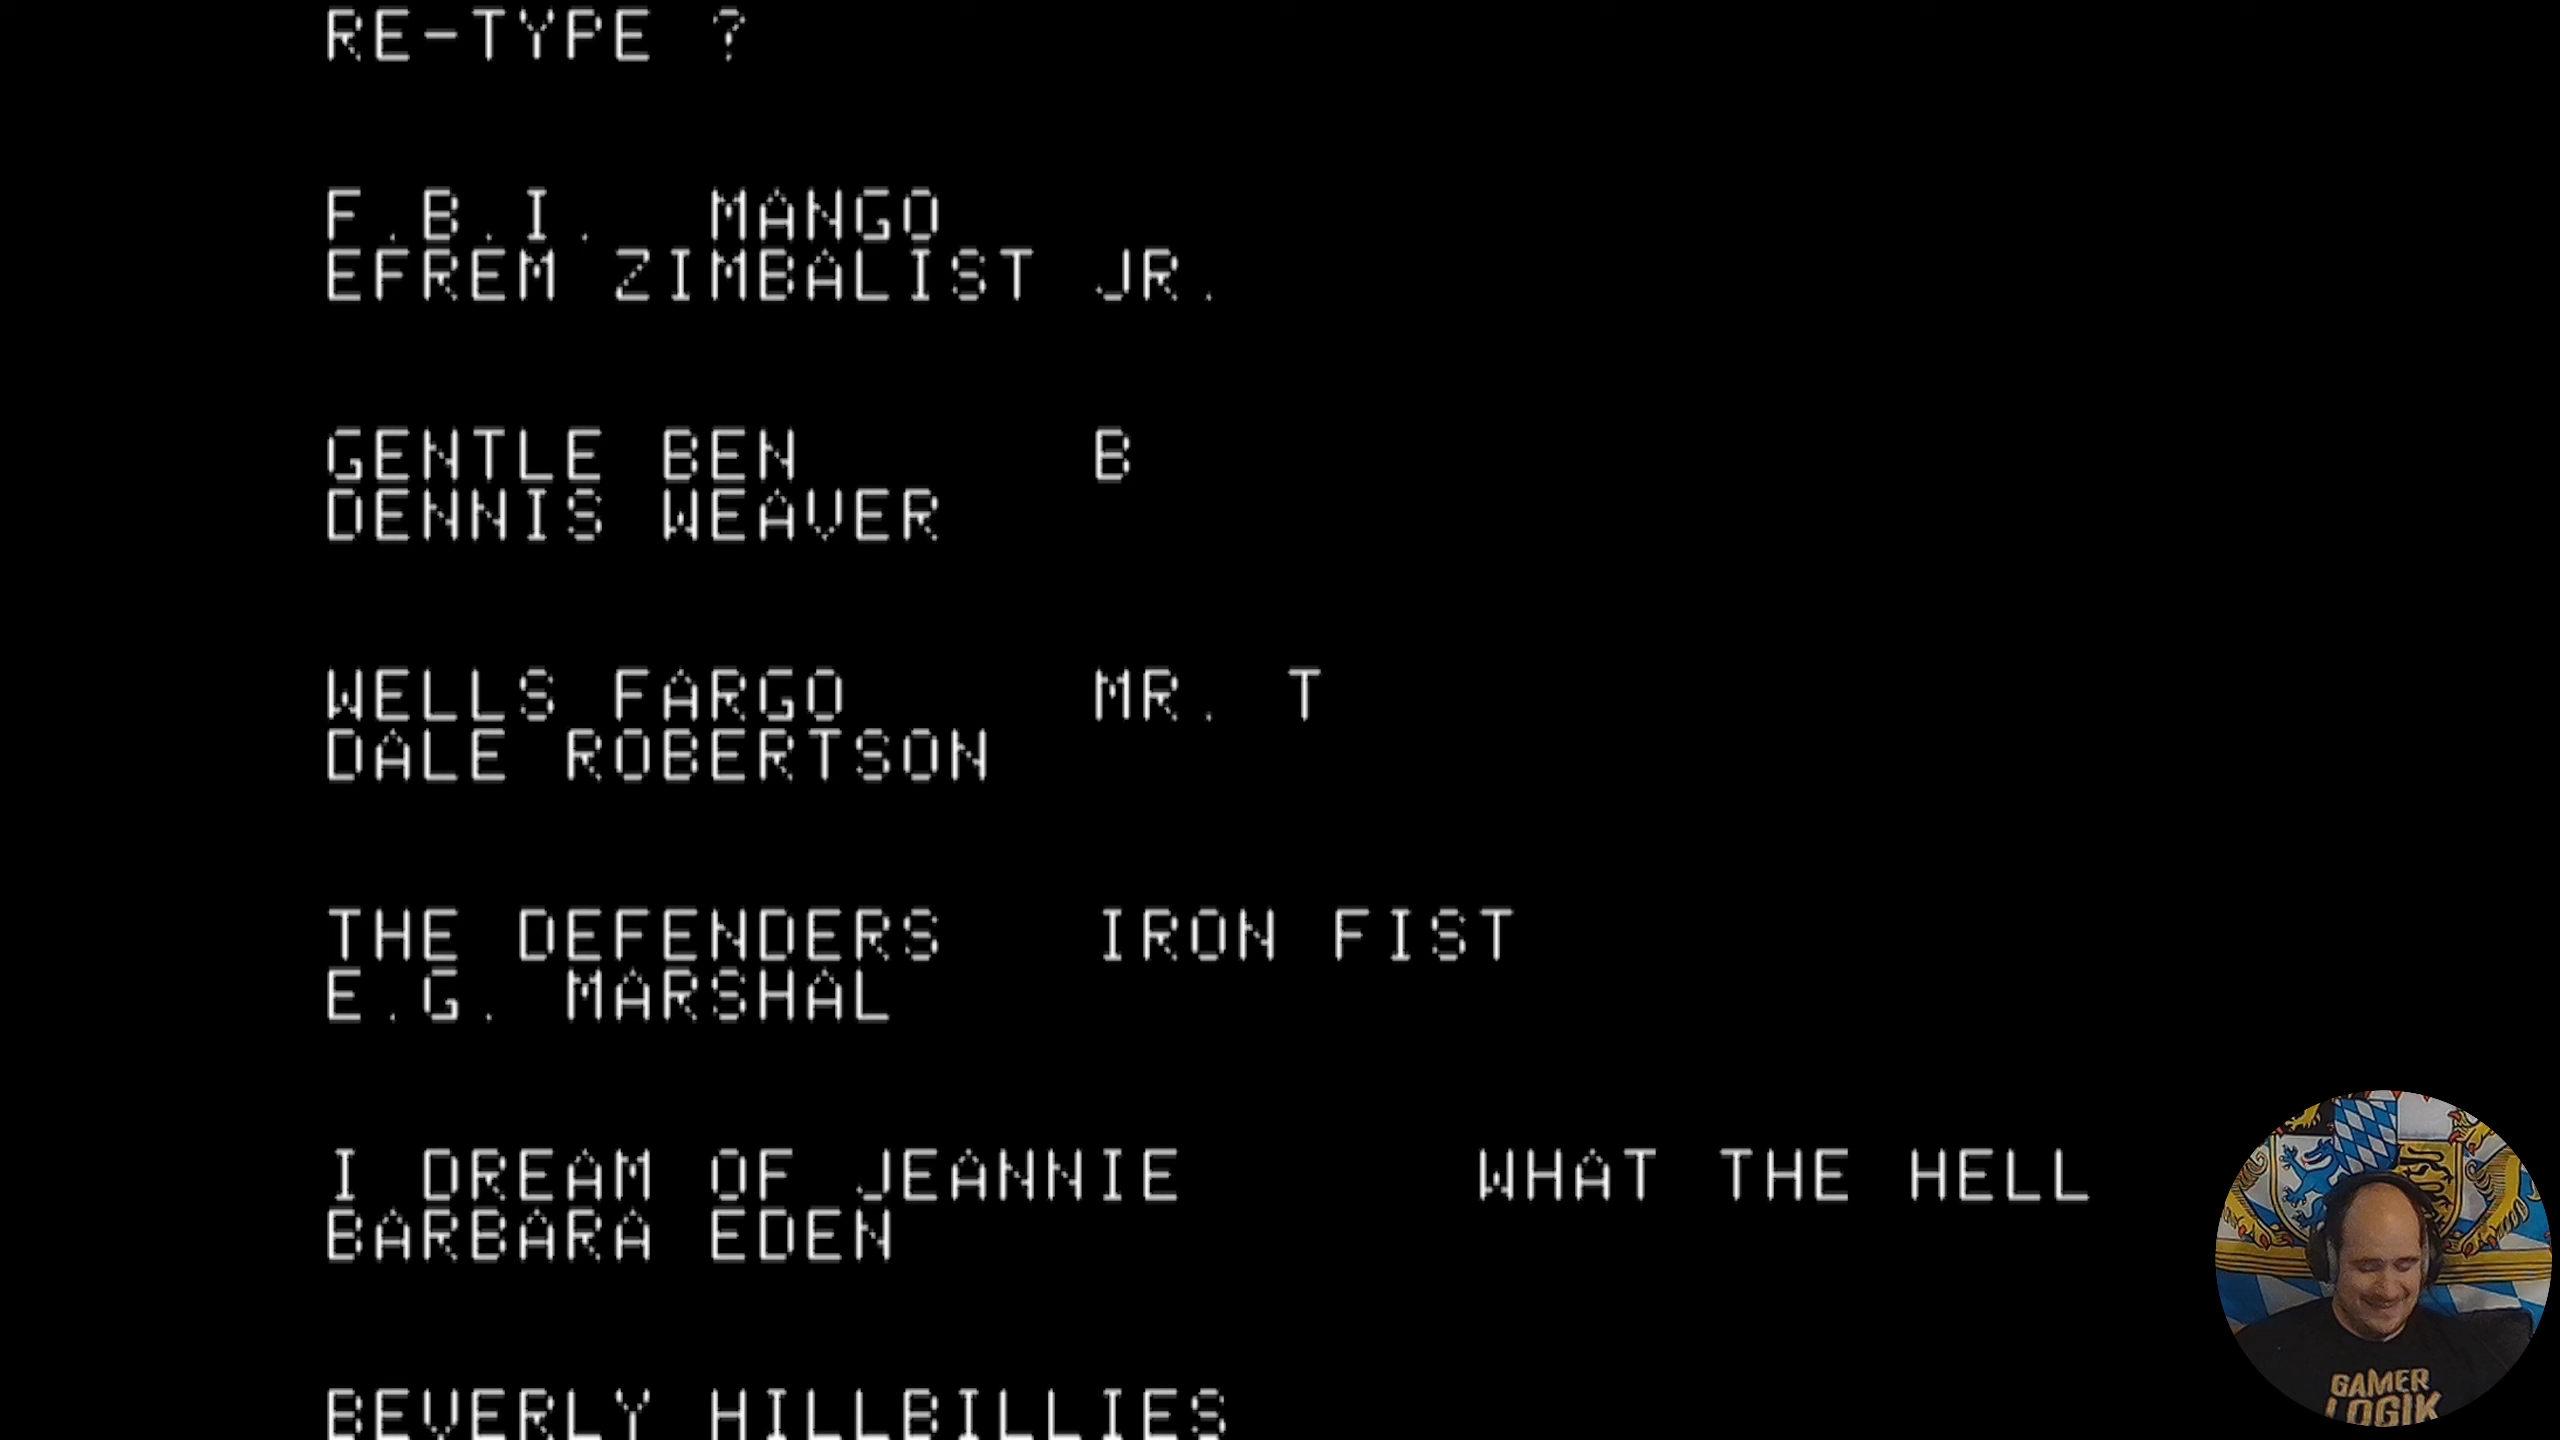 RE-TYPE ?
F.B.I. MANGO
EFREM ZIMBALIST JR.
GENTLE BEN B
DENNIS WEAVER
WELLS FARGO MR. T
DALE ROBERTSON
THE DEFENDERS IRON FIST
E.G. MARSHAL
I DREAM OF JEANNIE WHAT THE HELL
BARBARA EDEN
BEVERLY HILLBILLIES
GAMER
LOGIK